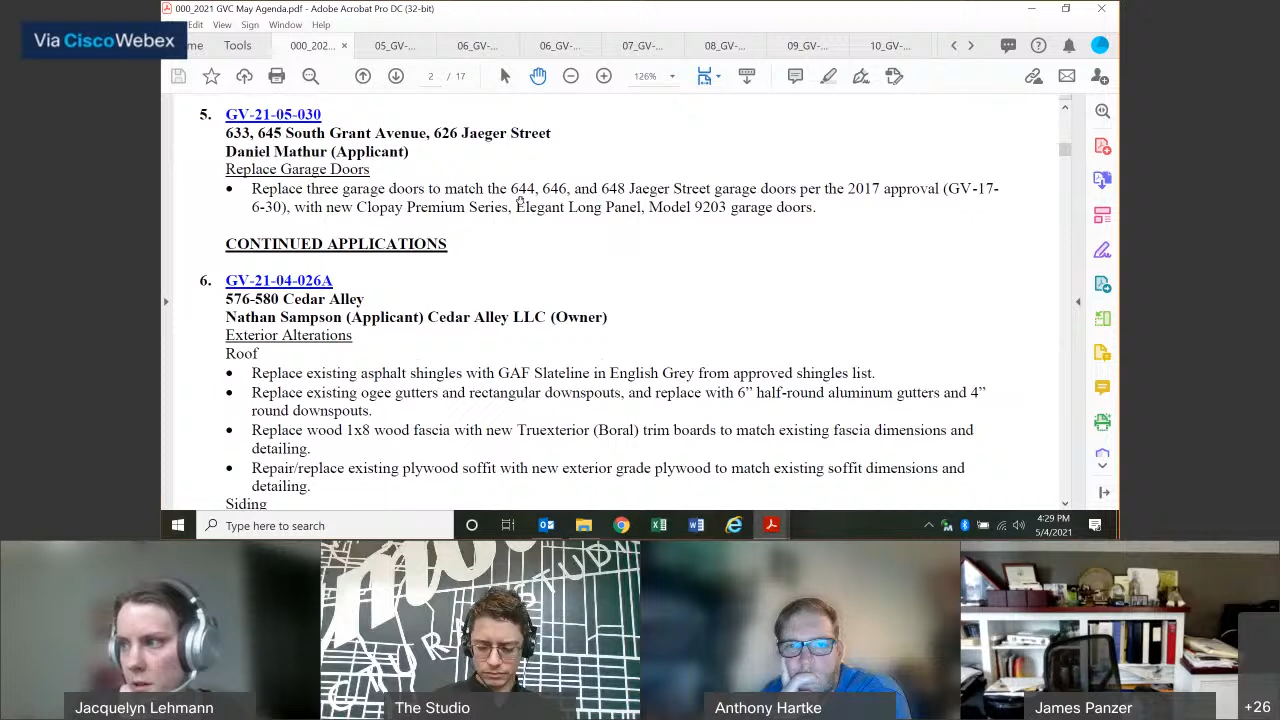 000_2021 GVC May Agenda.pdf - Adobe Acrobat Pro DC (32-bit)
Via CiscoWebex
Edit View Sign Window Help
me Tools 000_202... × 05_G... 06_GV-... 06_GV-... 07_GV-... 08_GV-... 09_GV-... 10_GV-...
2 / 17 126%
5. GV-21-05-030
633, 645 South Grant Avenue, 626 Jaeger Street
Daniel Mathur (Applicant)
Replace Garage Doors
• Replace three garage doors to match the 644, 646, and 648 Jaeger Street garage doors per the 2017 approval (GV-17-
6-30), with new Clopay Premium Series, Elegant Long Panel, Model 9203 garage doors.
CONTINUED APPLICATIONS
6. GV-21-04-026A
576-580 Cedar Alley
Nathan Sampson (Applicant) Cedar Alley LLC (Owner)
Exterior Alterations
Roof
• Replace existing asphalt shingles with GAF Slateline in English Grey from approved shingles list.
• Replace existing ogee gutters and rectangular downspouts, and replace with 6” half-round aluminum gutters and 4”
round downspouts.
• Replace wood 1x8 wood fascia with new Truexterior (Boral) trim boards to match existing fascia dimensions and
detailing.
• Repair/replace existing plywood soffit with new exterior grade plywood to match existing soffit dimensions and
detailing.
Siding
Type here to search
4:29 PM
5/4/2021
Jacquelyn Lehmann
The Studio
Anthony Hartke
James Panzer
+26